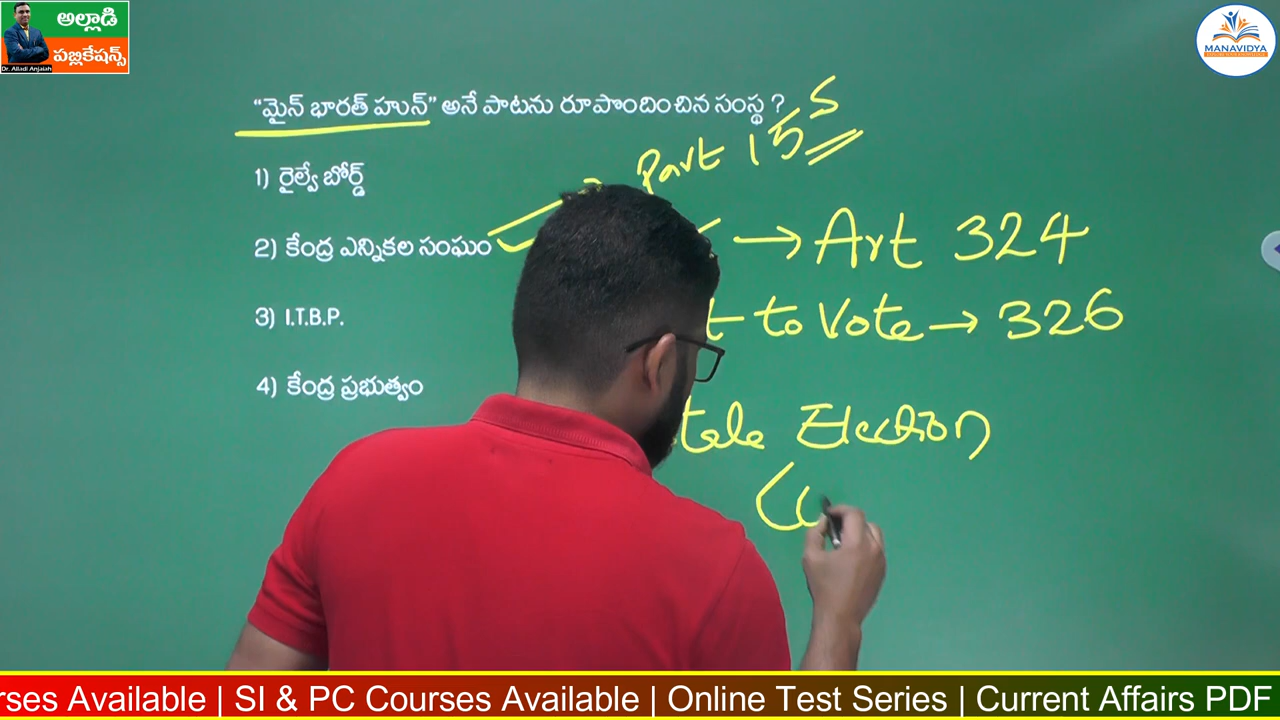 అల్లాడి
పబ్లికేషన్స్
Dr. Alladi Anjaiah
MANAVIDYA
“మైన్ భారత్ హున్” అనే పాటను రూపొందించిన సంస్థ ?
1) రైల్వే బోర్డ్
2) కేంద్ర ఎన్నికల సంఘం
3) I.T.B.P.
4) కేంద్ర ప్రభుత్వం
Part 15
→ Art 324
to Vote → 326
Election
rses Available | SI & PC Courses Available | Online Test Series | Current Affairs PDF